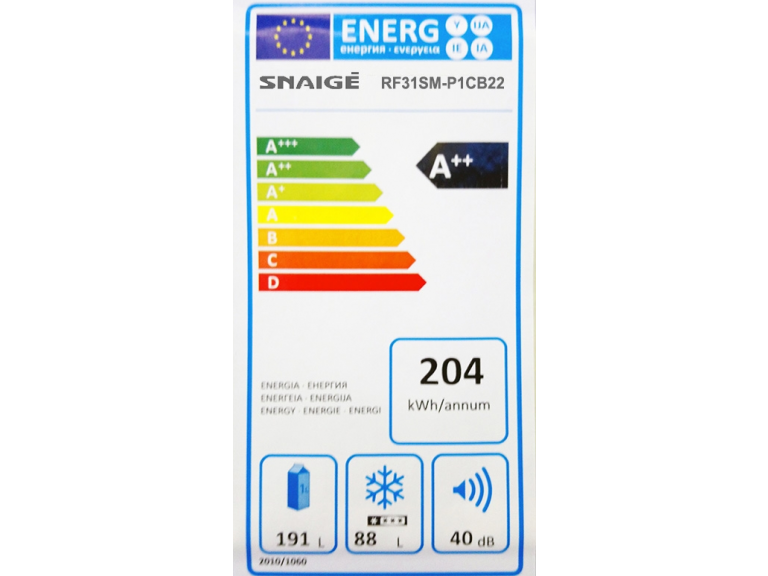 ENERG Y IJA
енергия · ενεργεια IE IA
SNAIGĖ RF31SM-P1CB22
A+++
A++
A++
A+
A
B
C
D
204
kWh/annum
ENERGIA · ЕНЕРГИЯ
ΕΝΕΡΓΕΙΑ · ENERGIJA
ENERGY · ENERGIE · ENERGI
1L
191 L
88 L
40 dB
2010/1060